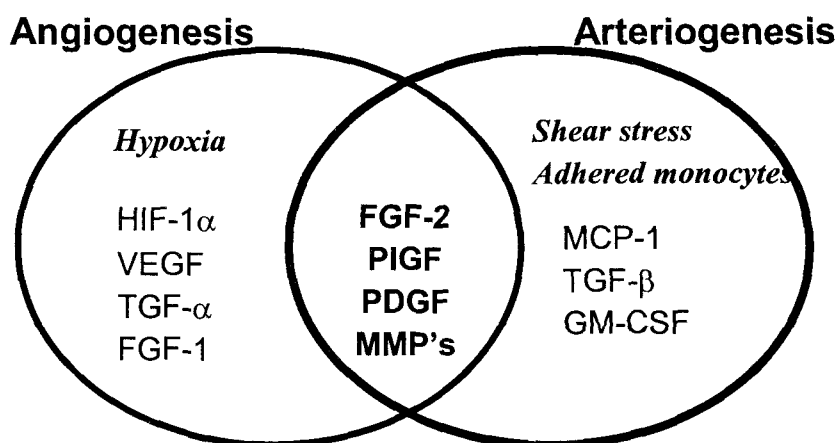 Angiogenesis
Arteriogenesis
Hypoxia
HIF-1α
VEGF
TGF-α
FGF-1
FGF-2
PIGF
PDGF
MMP's
Shear stress
Adhered monocytes
MCP-1
TGF-β
GM-CSF